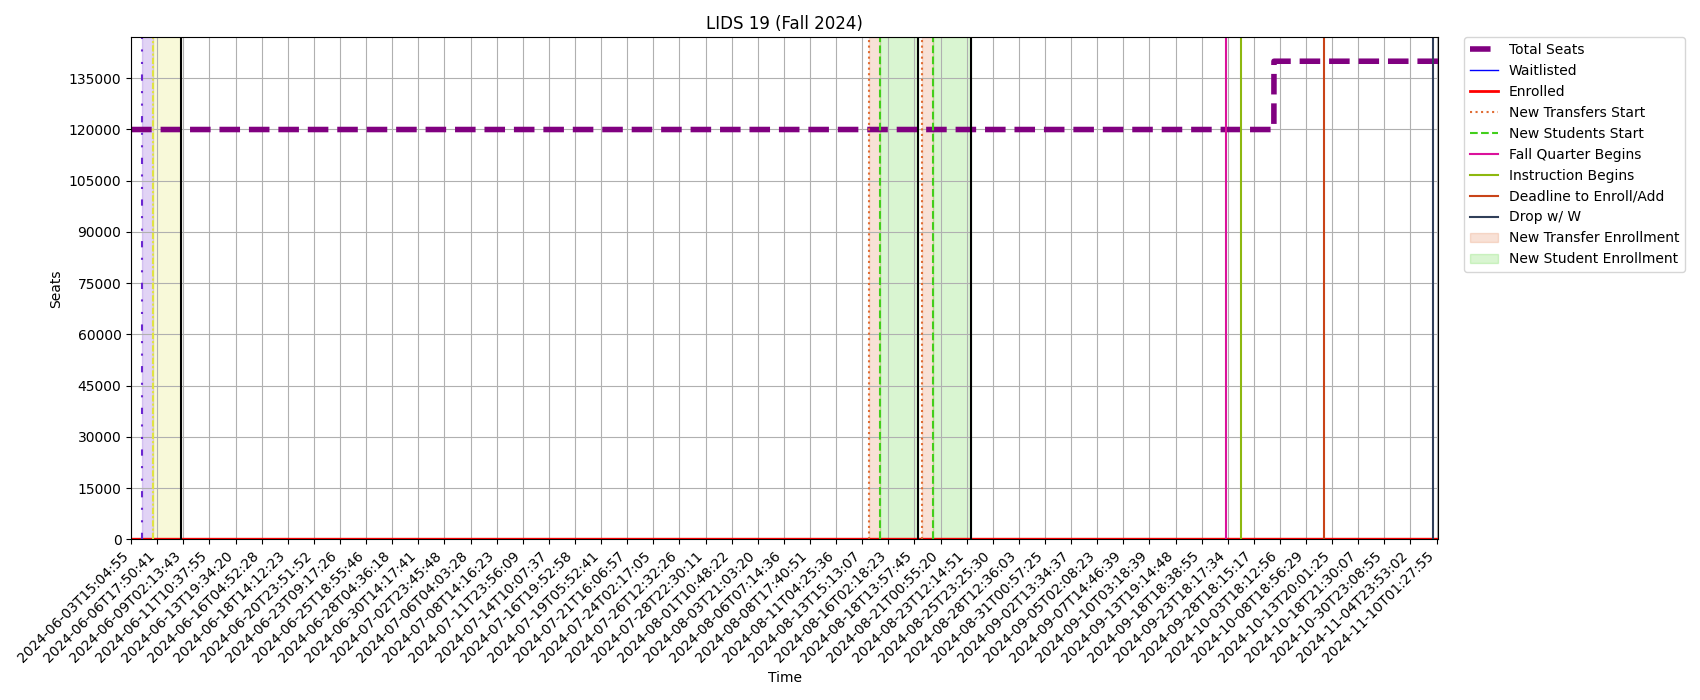 LIDS 19 (Fall 2024)
Seats
135000
120000
105000
90000
75000
60000
45000
30000
15000
0
2024-06-03T15:04:55
2024-06-06T17:50:41
2024-06-09T02:13:43
2024-06-11T10:37:55
2024-06-13T19:34:20
2024-06-16T04:52:28
2024-06-18T14:12:23
2024-06-20T23:51:52
2024-06-23T09:17:26
2024-06-25T18:55:46
2024-06-28T04:36:18
2024-06-30T14:17:41
2024-07-02T23:45:48
2024-07-06T04:03:28
2024-07-08T14:16:23
2024-07-11T23:56:09
2024-07-14T10:07:37
2024-07-16T19:52:58
2024-07-19T05:52:41
2024-07-21T16:06:57
2024-07-24T02:17:05
2024-07-26T12:32:26
2024-07-28T22:30:11
2024-08-01T10:48:22
2024-08-03T21:03:20
2024-08-06T07:14:36
2024-08-08T17:40:51
2024-08-11T04:25:36
2024-08-13T15:13:07
2024-08-16T02:18:23
2024-08-18T13:57:45
2024-08-21T00:55:20
2024-08-23T12:14:51
2024-08-25T23:25:30
2024-08-28T12:36:03
2024-08-31T00:57:25
2024-09-02T13:34:37
2024-09-05T02:08:23
2024-09-07T14:46:39
2024-09-10T03:18:39
2024-09-13T19:14:48
2024-09-18T18:38:55
2024-09-23T18:17:34
2024-09-28T18:15:17
2024-10-03T18:12:56
2024-10-08T18:56:29
2024-10-13T20:01:25
2024-10-18T21:30:07
2024-10-30T23:08:55
2024-11-04T23:53:02
2024-11-10T01:27:55
Time
Total Seats
Waitlisted
Enrolled
New Transfers Start
New Students Start
Fall Quarter Begins
Instruction Begins
Deadline to Enroll/Add
Drop w/ W
New Transfer Enrollment
New Student Enrollment